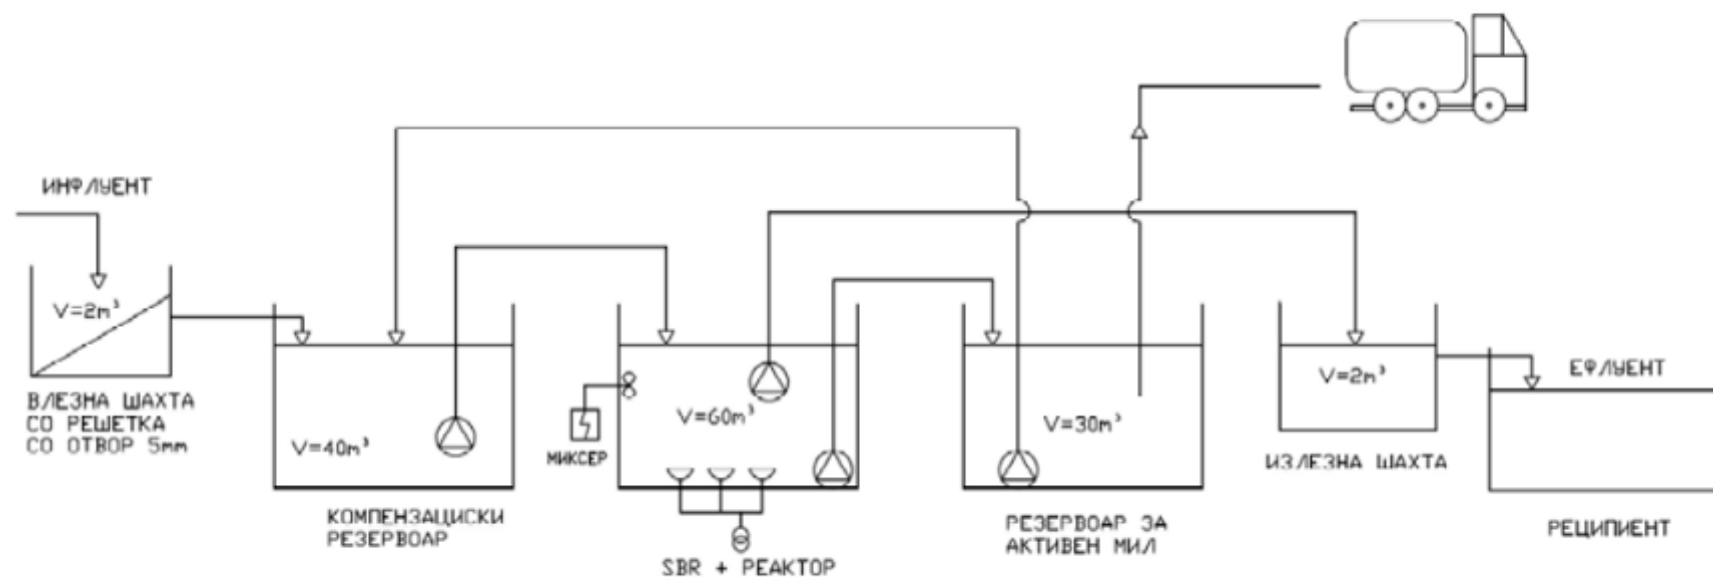 ИНФЛУЕНТ
V=2m³
ВЛЕЗНА ШАХТА
СО РЕШЕТКА
СО ОТВОР 5mm
V=40m³
КОМПЕНЗАЦИСКИ
РЕЗЕРВОАР
МИКСЕР
V=60m³
SBR + РЕАКТОР
V=30m³
РЕЗЕРВОАР ЗА
АКТИВЕН МИЛ
V=2m³
ИЗЛЕЗНА ШАХТА
ЕФЛУЕНТ
РЕЦИПИЕНТ